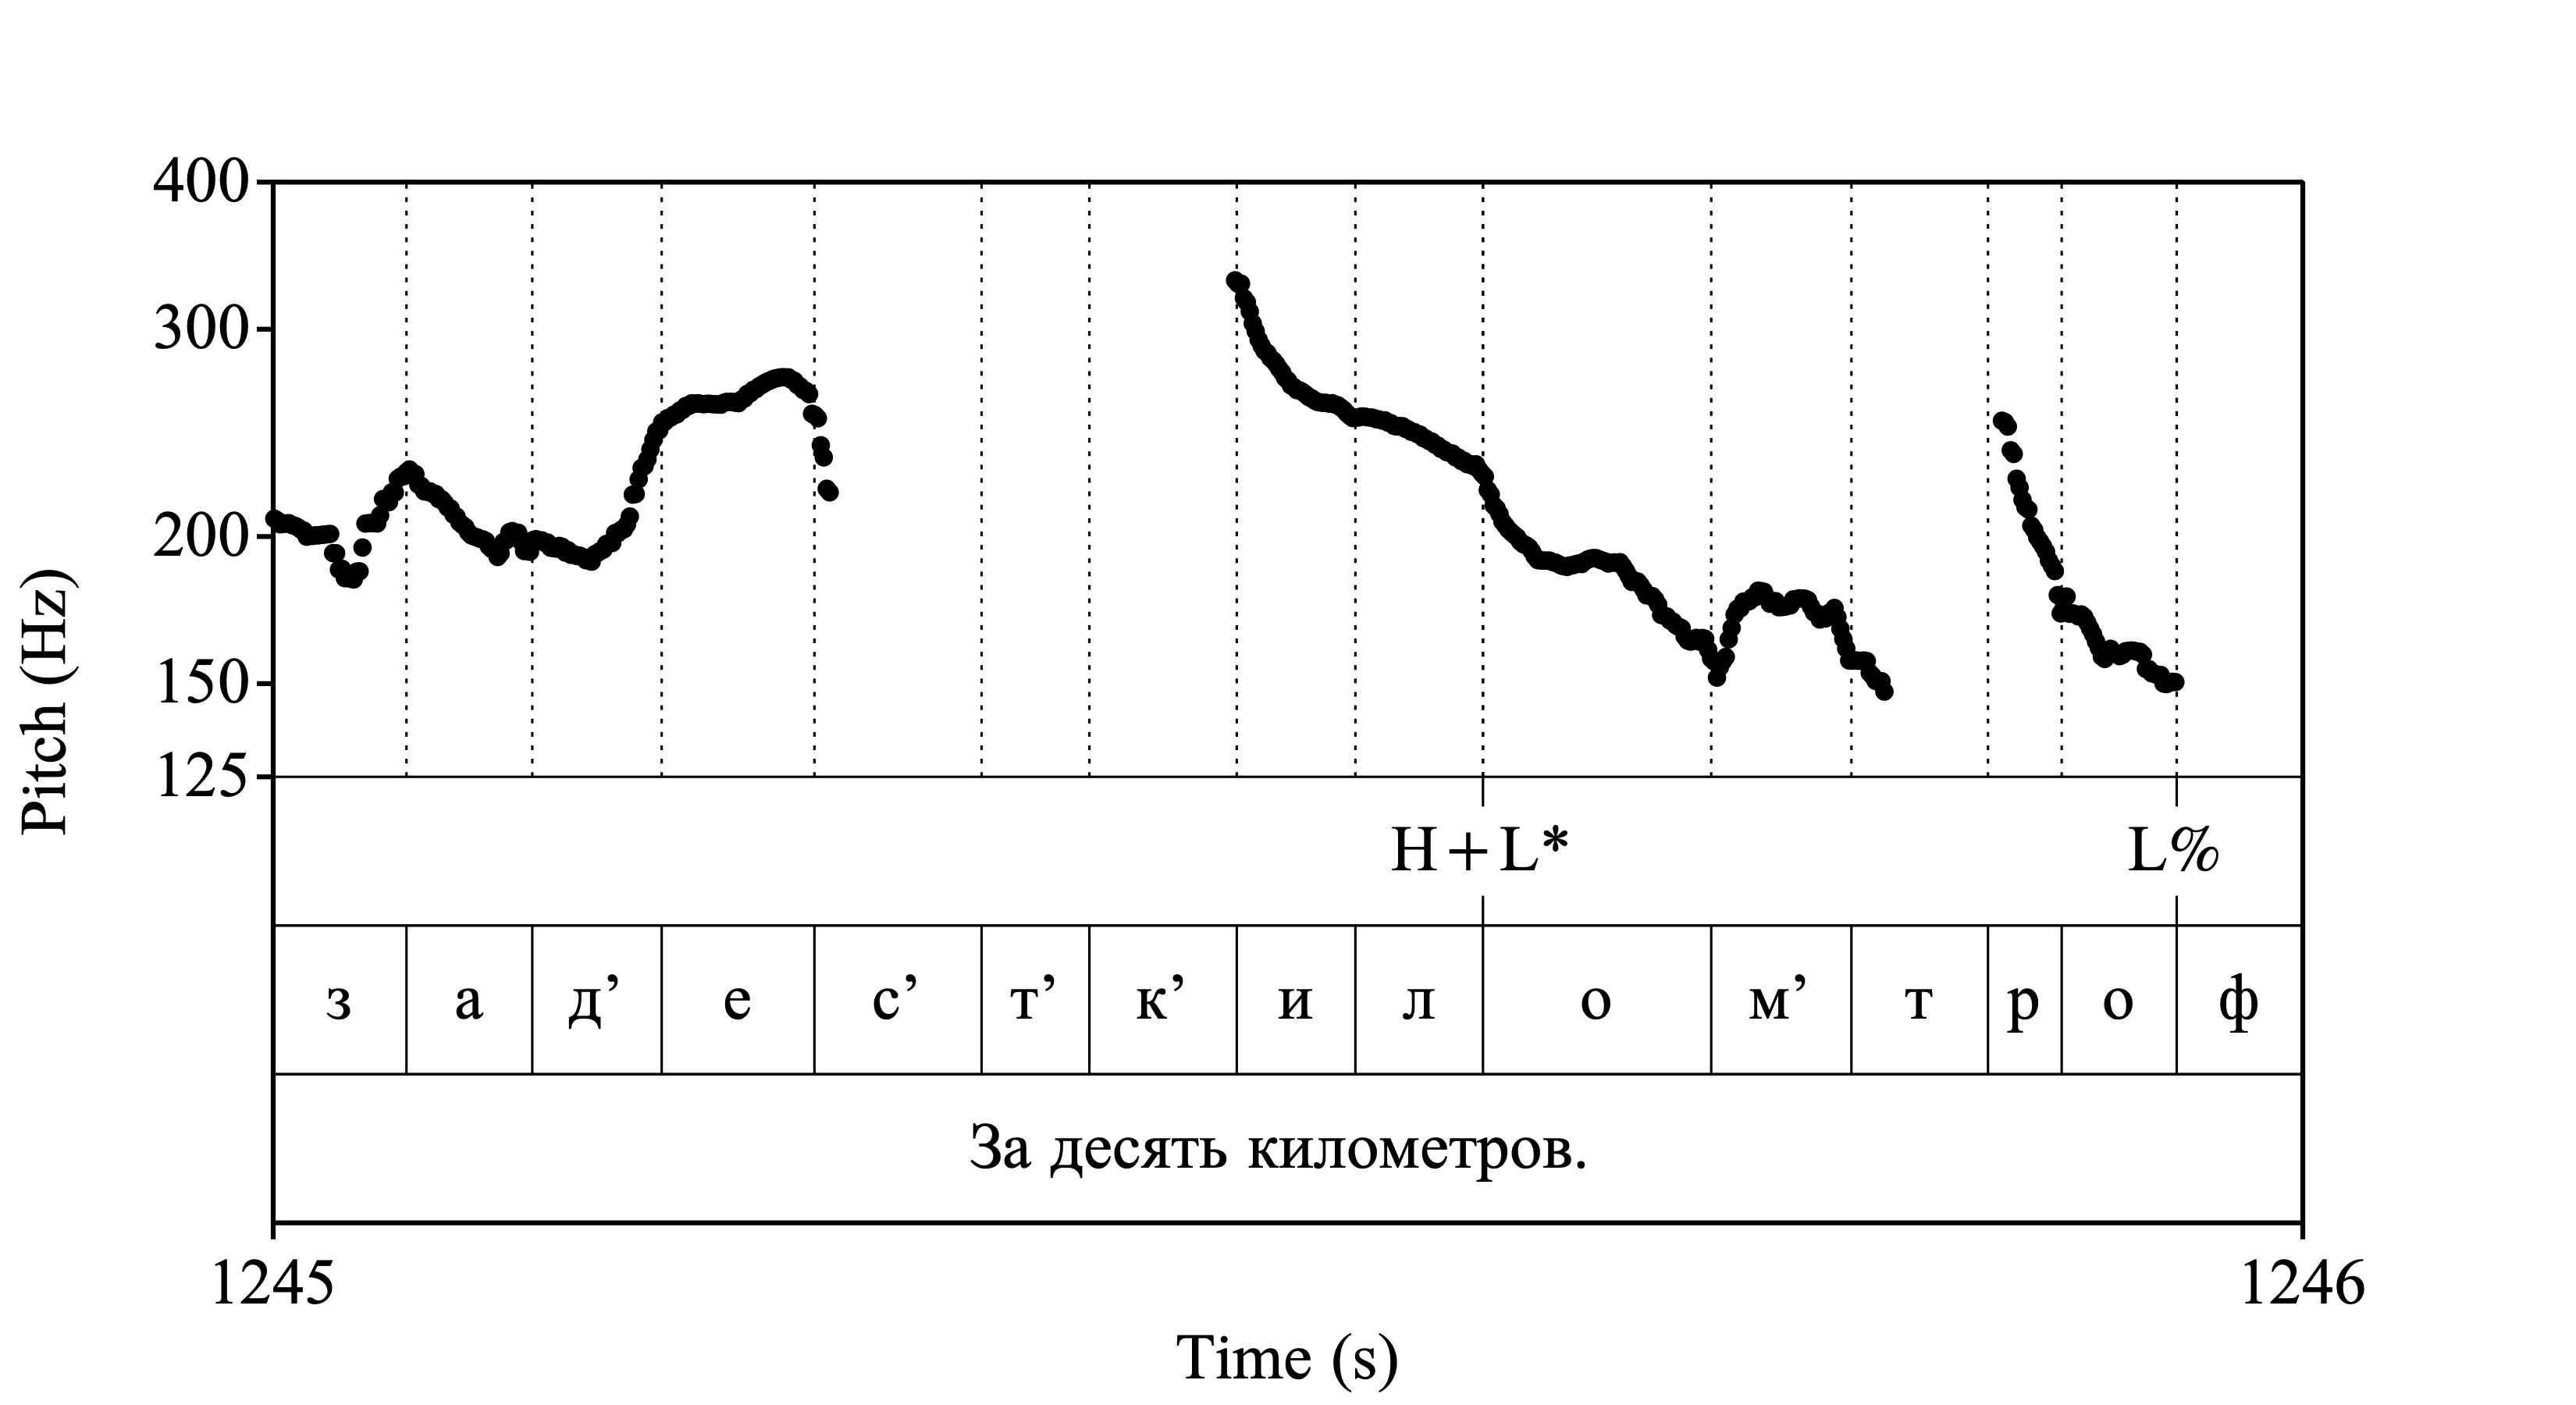 400
300
200
150
125
Pitch (Hz)
H+L* L%
з а д’ е с’ т’ к’ и л о м’ т р о ф
За десять километров.
1245 1246
Time (s)